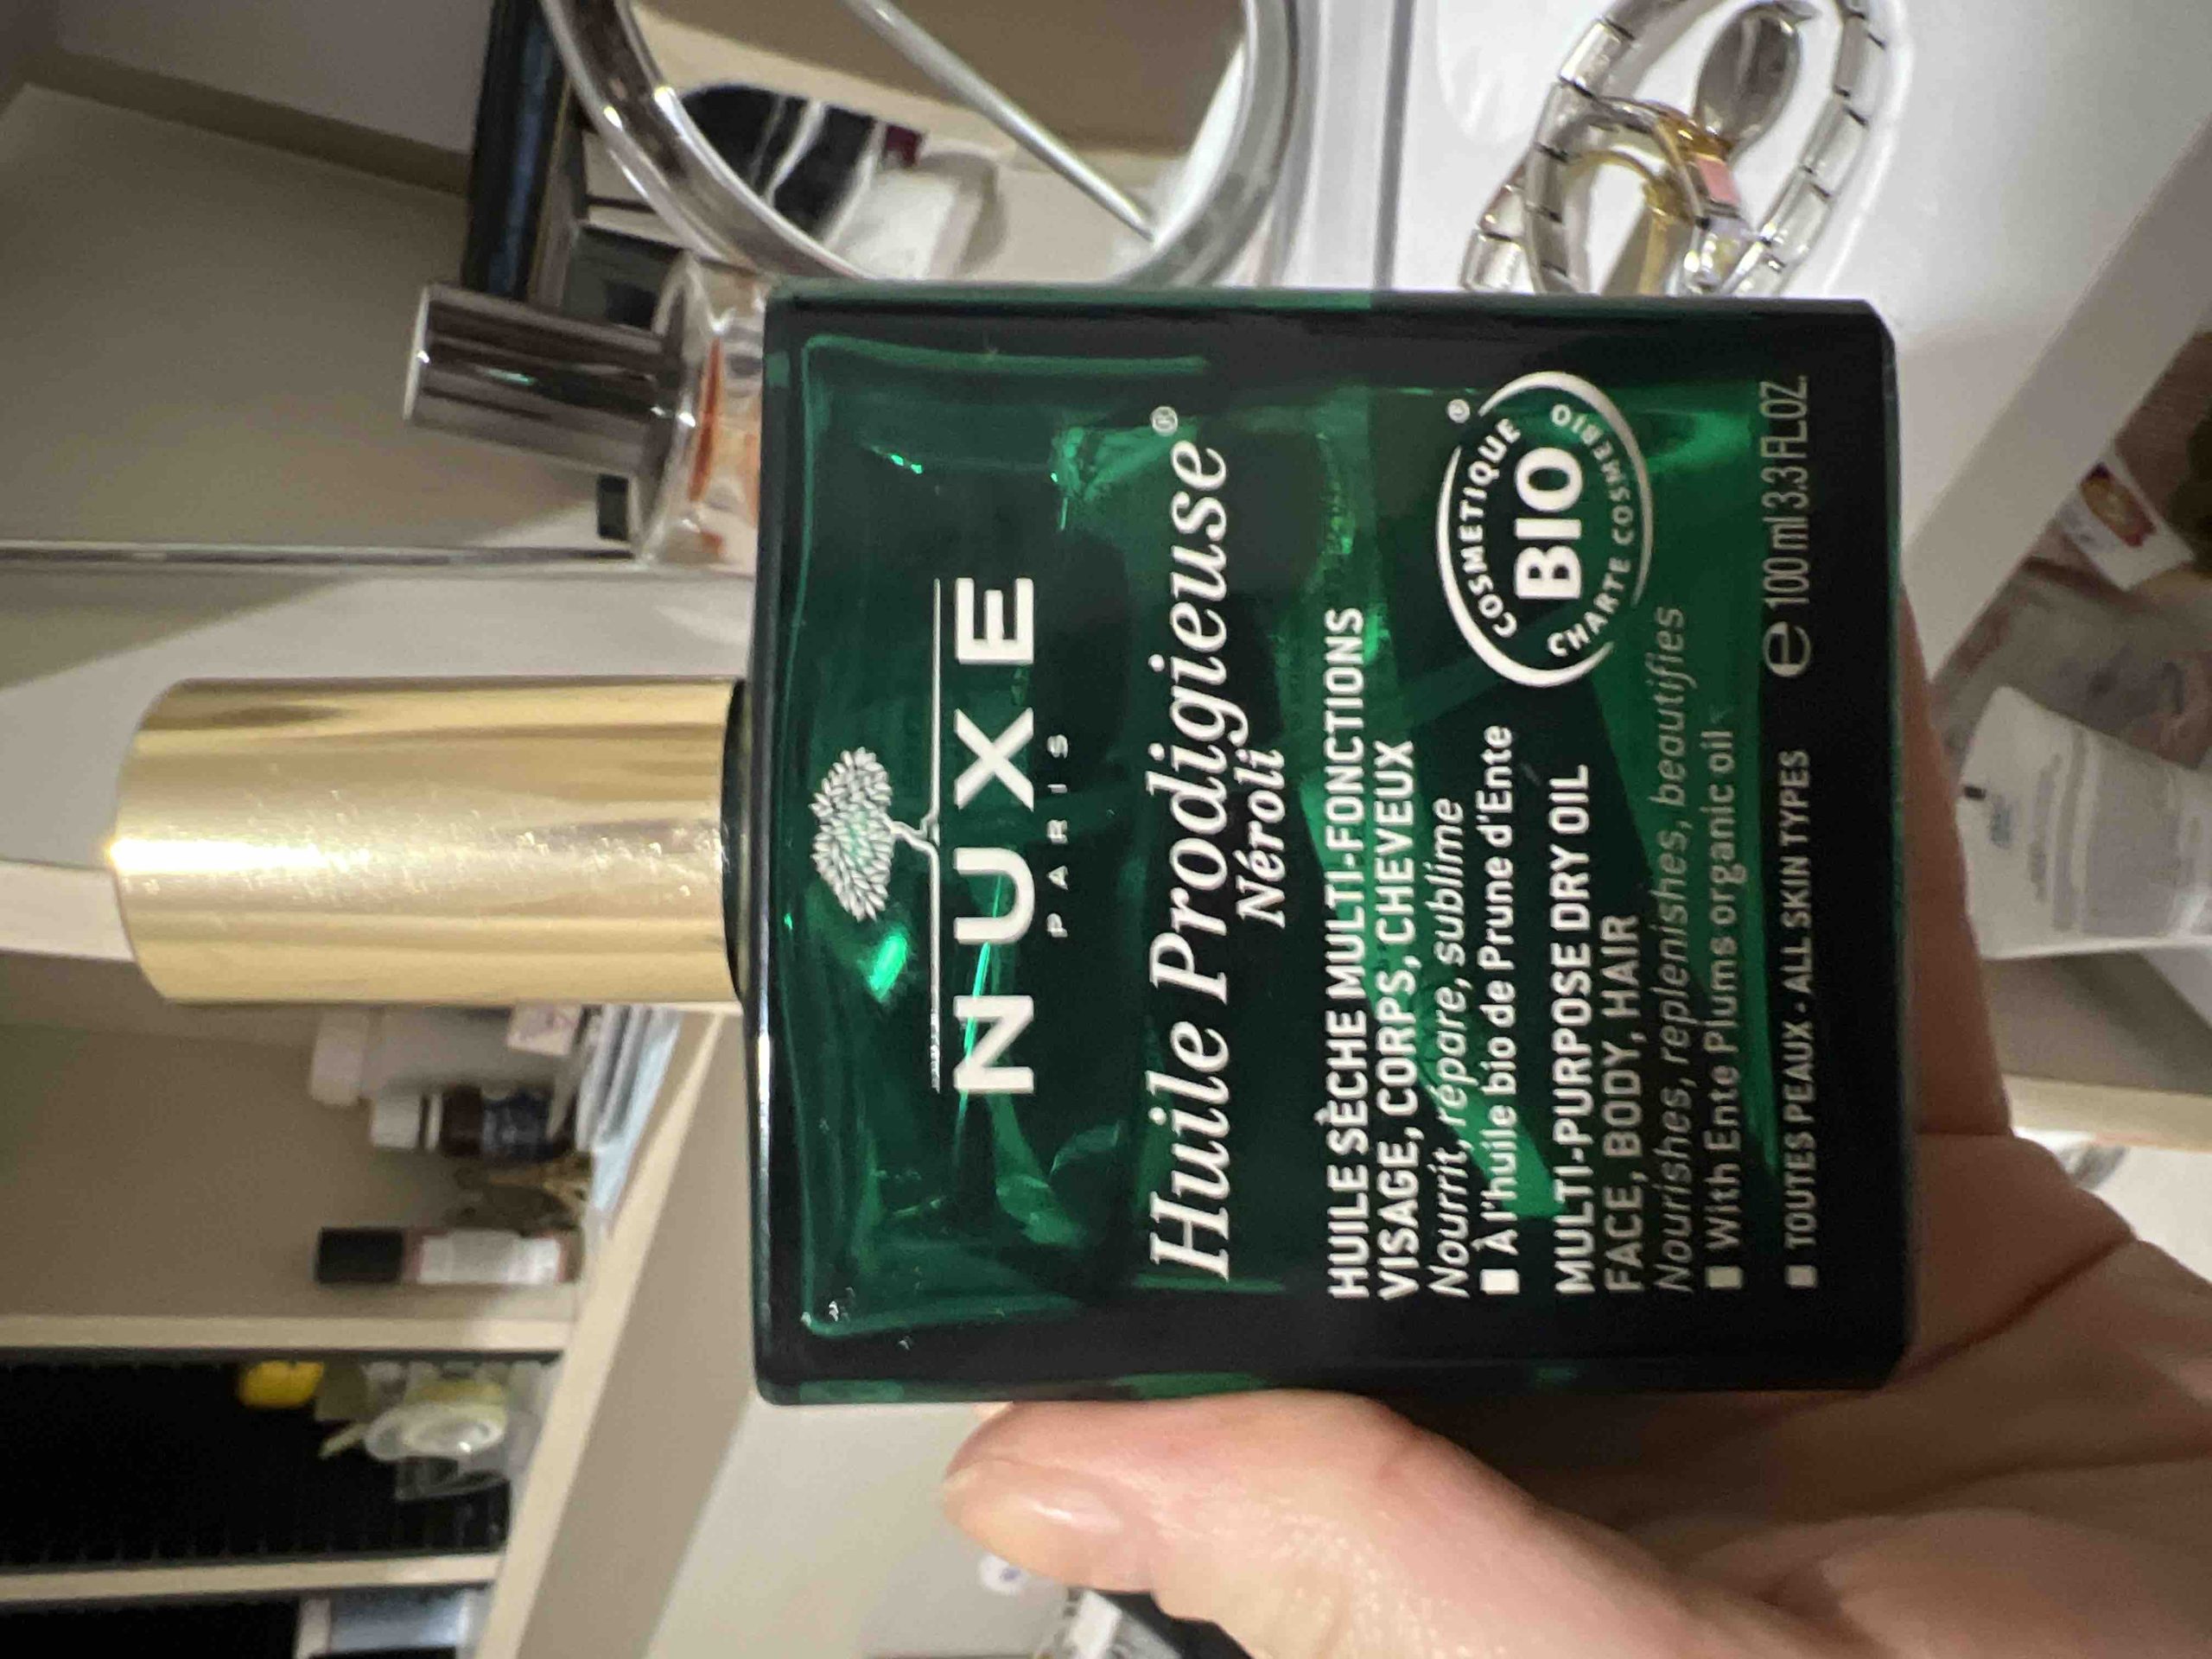 NUXE
PARIS
Huile Prodigieuse®
Néroli
HUILE SÈCHE MULTI-FONCTIONS
VISAGE, CORPS, CHEVEUX
Nourrit, répare, sublime
■ À l'huile bio de Prune d'Ente
MULTI-PURPOSE DRY OIL
FACE, BODY, HAIR
Nourishes, replenishes, beautifies
■ With Ente Plums organic oil
■ TOUTES PEAUX - ALL SKIN TYPES
COSMETIQUE ®
BIO
CHARTE COSMEBIO
℮ 100 ml 3.3 FL.OZ.